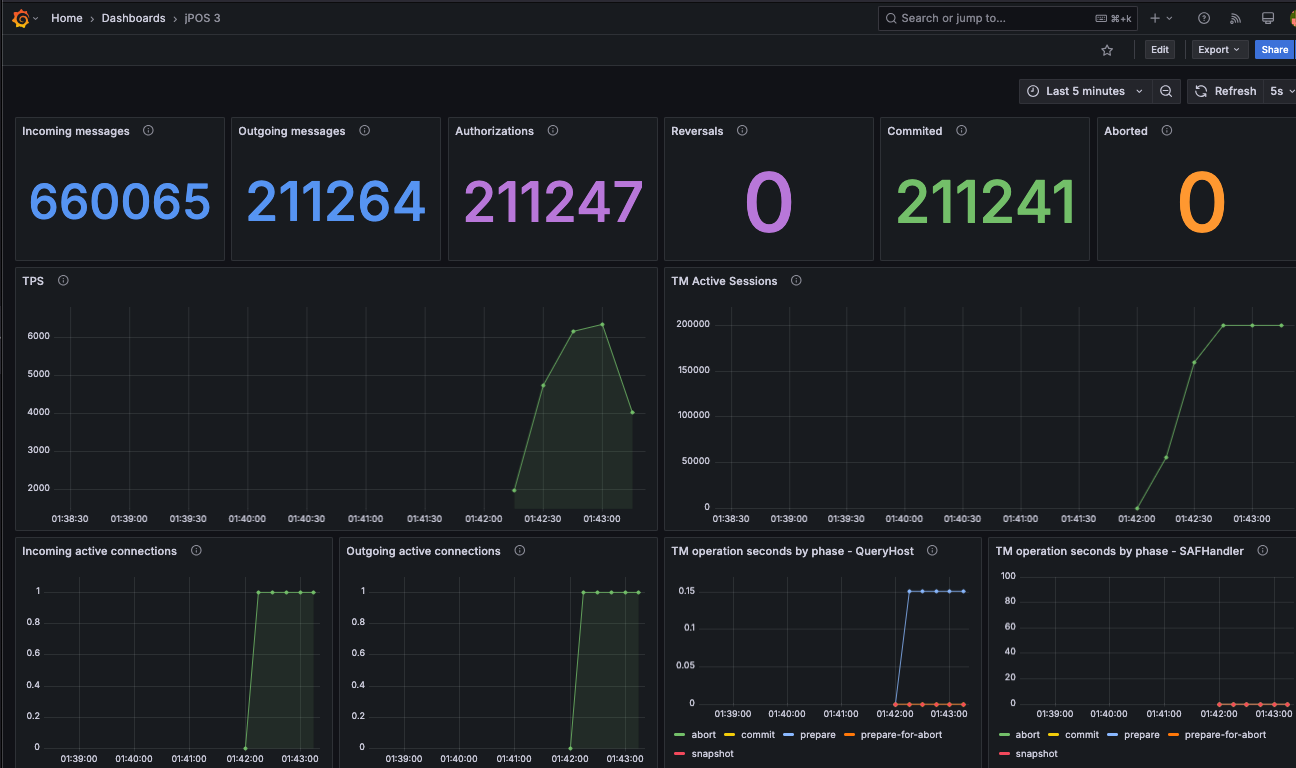 Home › Dashboards › jPOS 3
Search or jump to... ⌘+k
Edit Export Share
Last 5 minutes Refresh 5s
Incoming messages Outgoing messages Authorizations Reversals Commited Aborted
660065 211264 211247 0 211241 0
TPS
6000
5000
4000
3000
2000
01:38:30 01:39:00 01:39:30 01:40:00 01:40:30 01:41:00 01:41:30 01:42:00 01:42:30 01:43:00
TM Active Sessions
200000
150000
100000
50000
0
01:38:30 01:39:00 01:39:30 01:40:00 01:40:30 01:41:00 01:41:30 01:42:00 01:42:30 01:43:00
Incoming active connections
1
0.8
0.6
0.4
0.2
0
01:39:00 01:40:00 01:41:00 01:42:00 01:43:00
Outgoing active connections
1
0.8
0.6
0.4
0.2
0
01:39:00 01:40:00 01:41:00 01:42:00 01:43:00
TM operation seconds by phase - QueryHost
0.15
0.1
0.05
0
01:39:00 01:40:00 01:41:00 01:42:00 01:43:00
abort commit prepare prepare-for-abort
snapshot
TM operation seconds by phase - SAFHandler
100
80
60
40
20
0
01:39:00 01:40:00 01:41:00 01:42:00 01:43:00
abort commit prepare prepare-for-abort
snapshot